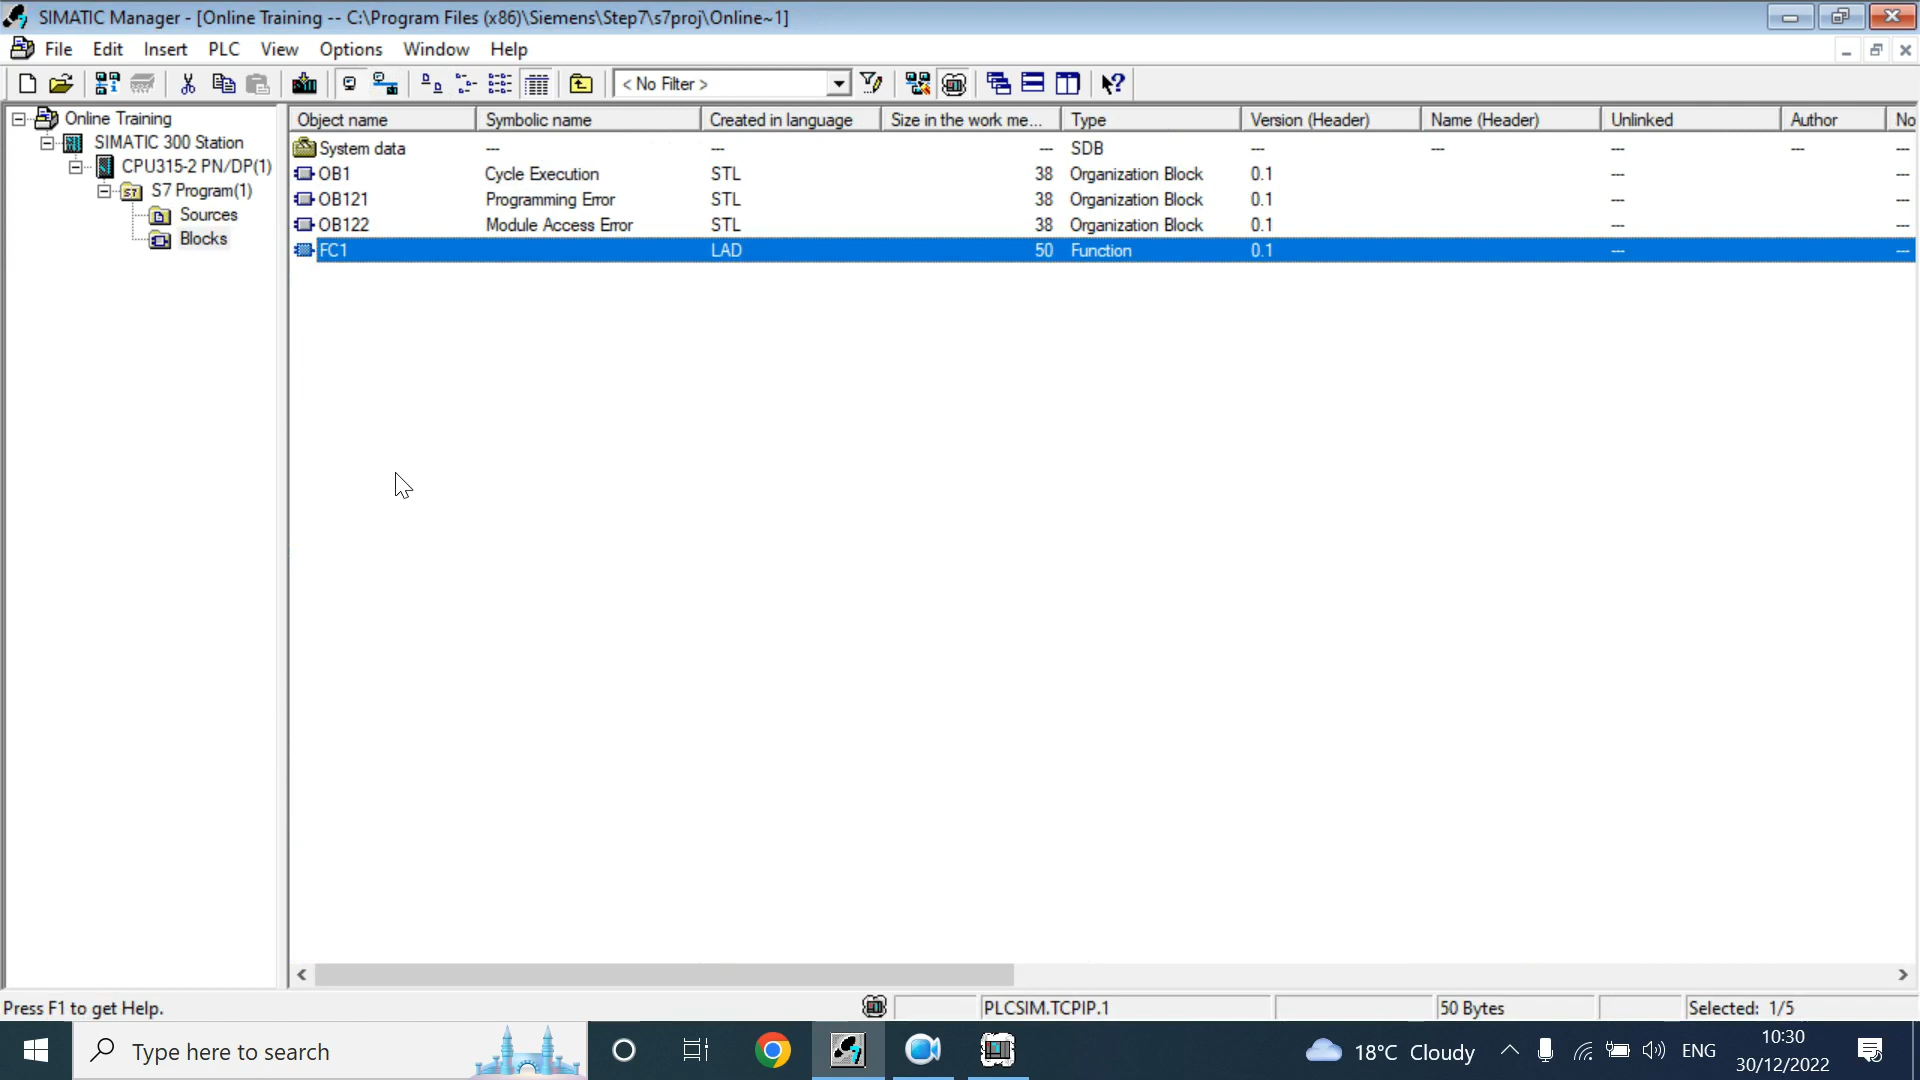 SIMATIC Manager - [Online Training -- C:\Program Files (x86)\Siemens\Step7\s7proj\Online~1]
File Edit Insert PLC View Options Window Help
< No Filter >
Online Training
SIMATIC 300 Station
CPU315-2 PN/DP(1)
S7 Program(1)
Sources
Blocks
Object name Symbolic name Created in language Size in the work me... Type Version (Header) Name (Header) Unlinked Author No
System data --- --- --- SDB --- --- --- --- ---
OB1 Cycle Execution STL 38 Organization Block 0.1 --- ---
OB121 Programming Error STL 38 Organization Block 0.1 --- ---
OB122 Module Access Error STL 38 Organization Block 0.1 --- ---
FC1 LAD 50 Function 0.1 --- ---
Press F1 to get Help. PLCSIM.TCPIP.1 50 Bytes Selected: 1/5
Type here to search 18°C Cloudy ENG
10:30
30/12/2022